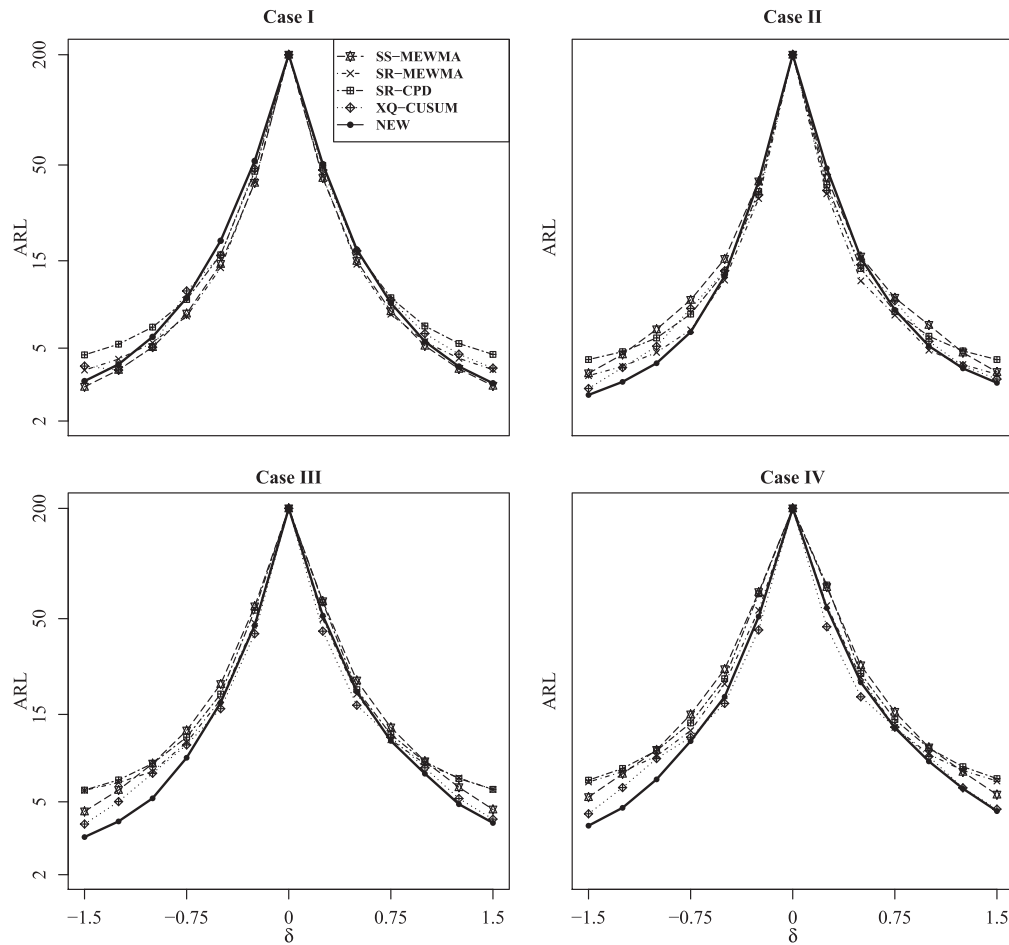 Case I
Case II
200
50
15
5
2
ARL
SS−MEWMA
SR−MEWMA
SR−CPD
XQ−CUSUM
NEW
ARL
Case III
Case IV
200
50
15
5
2
ARL
ARL
−1.5
−0.75
0
0.75
1.5
δ
−1.5
−0.75
0
0.75
1.5
δ